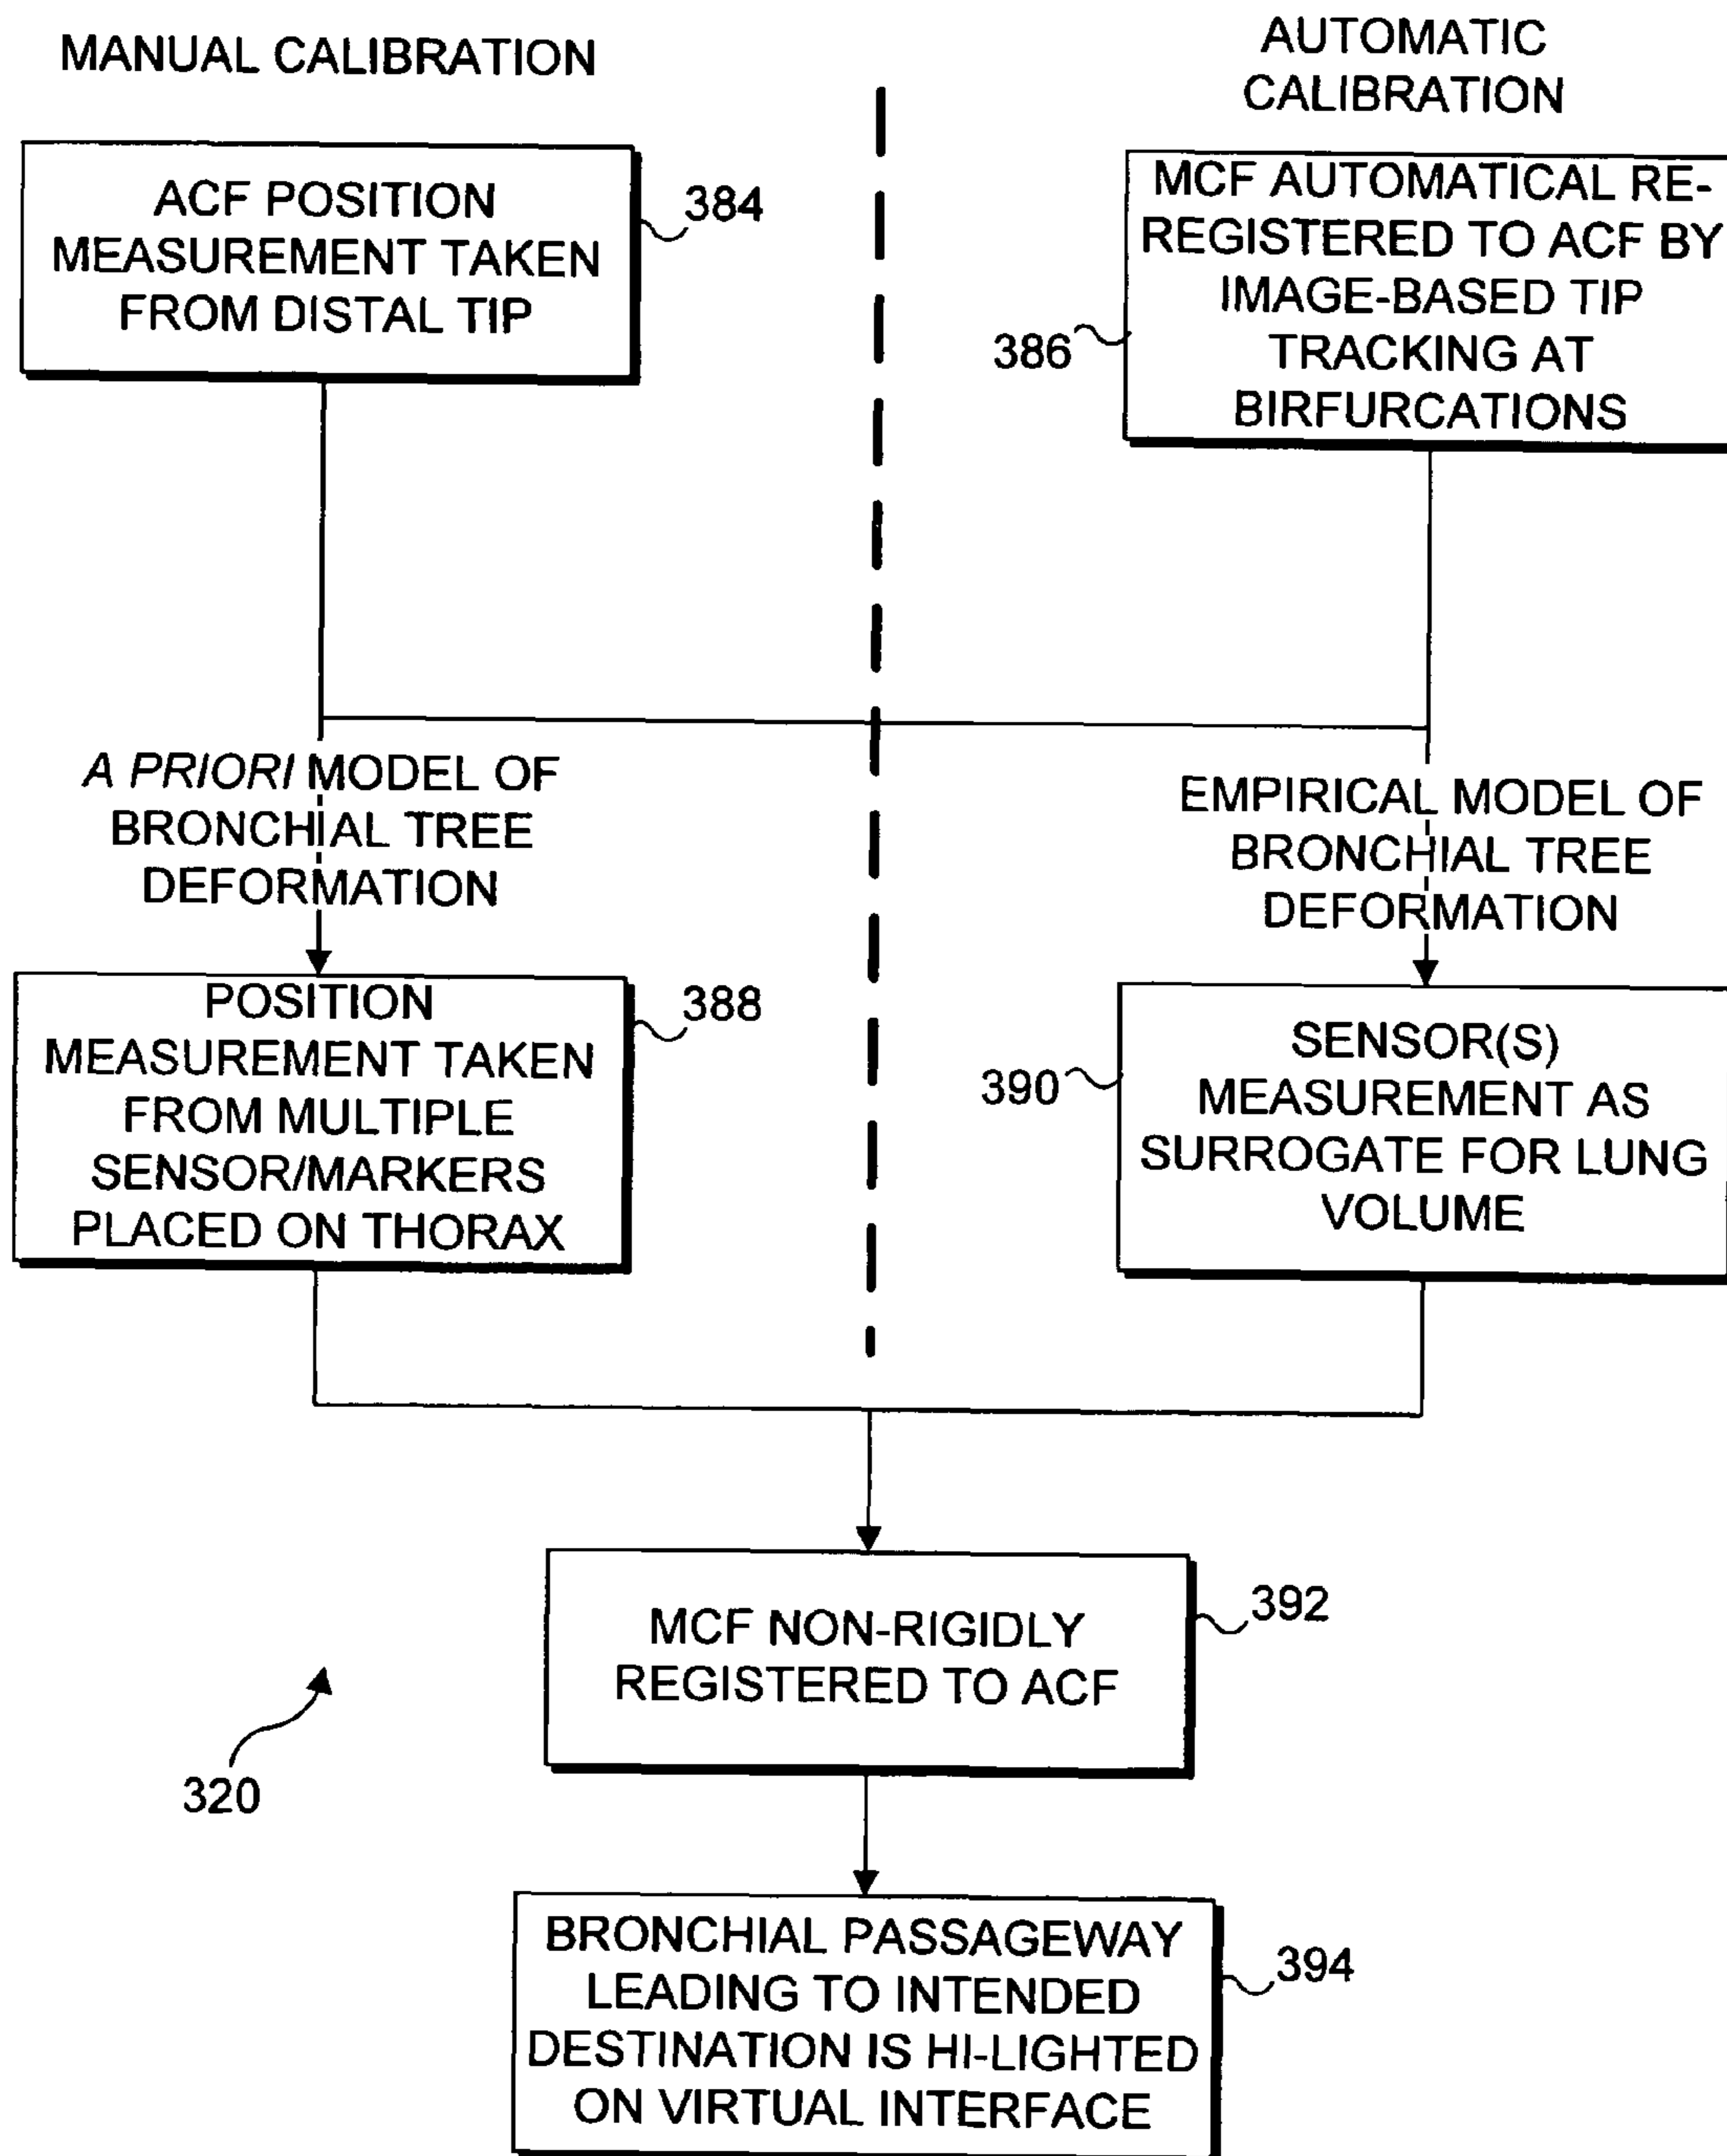 MANUAL CALIBRATION
AUTOMATIC
CALIBRATION
ACF POSITION
MEASUREMENT TAKEN
FROM DISTAL TIP
384
MCF AUTOMATICAL RE-
REGISTERED TO ACF BY
IMAGE-BASED TIP
TRACKING AT
BIRFURCATIONS
386
A PRIORI MODEL OF
BRONCHIAL TREE
DEFORMATION
EMPIRICAL MODEL OF
BRONCHIAL TREE
DEFORMATION
POSITION
MEASUREMENT TAKEN
FROM MULTIPLE
SENSOR/MARKERS
PLACED ON THORAX
388
SENSOR(S)
MEASUREMENT AS
SURROGATE FOR LUNG
VOLUME
390
MCF NON-RIGIDLY
REGISTERED TO ACF
392
320
BRONCHIAL PASSAGEWAY
LEADING TO INTENDED
DESTINATION IS HI-LIGHTED
ON VIRTUAL INTERFACE
394